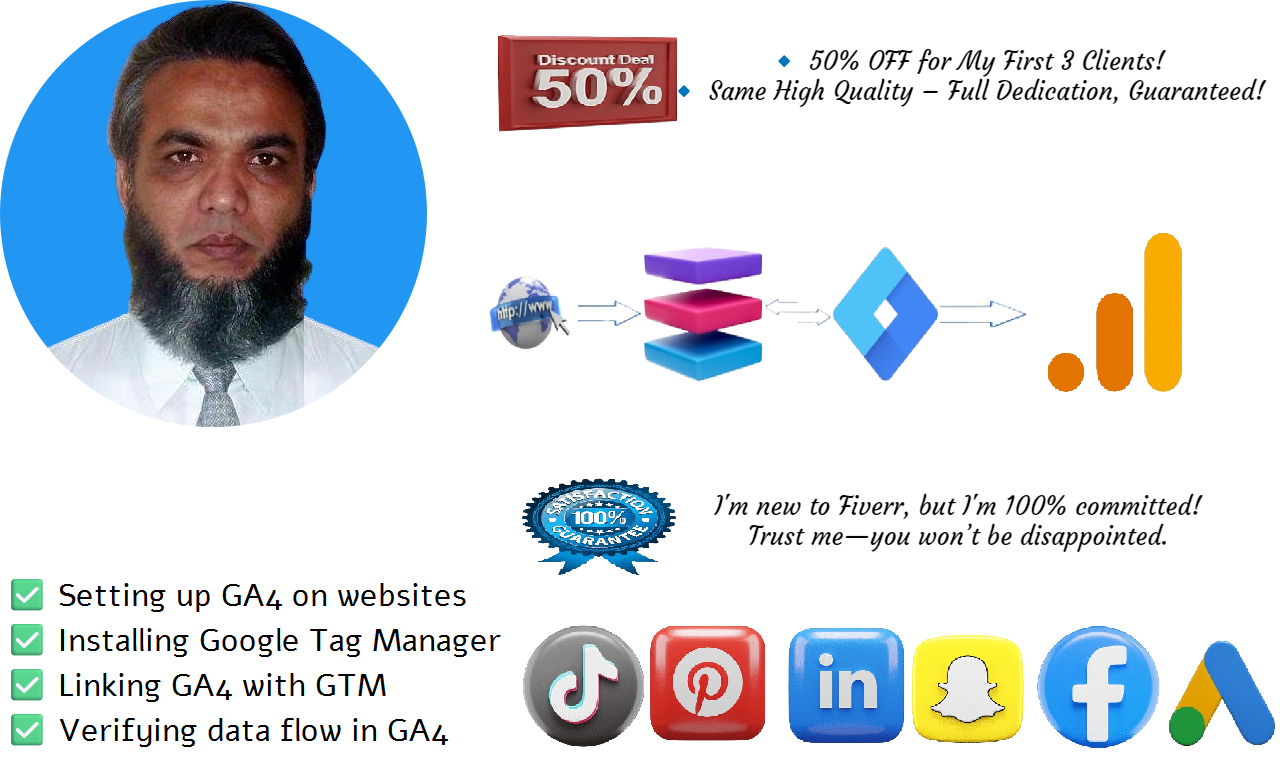 Discount Deal
50%
50% OFF for My First 3 Clients!
Same High Quality – Full Dedication, Guaranteed!
http://www
SATISFACTION
100%
GUARANTEE
I'm new to Fiverr, but I'm 100% committed!
Trust me—you won't be disappointed.
Setting up GA4 on websites
Installing Google Tag Manager
Linking GA4 with GTM
Verifying data flow in GA4
in